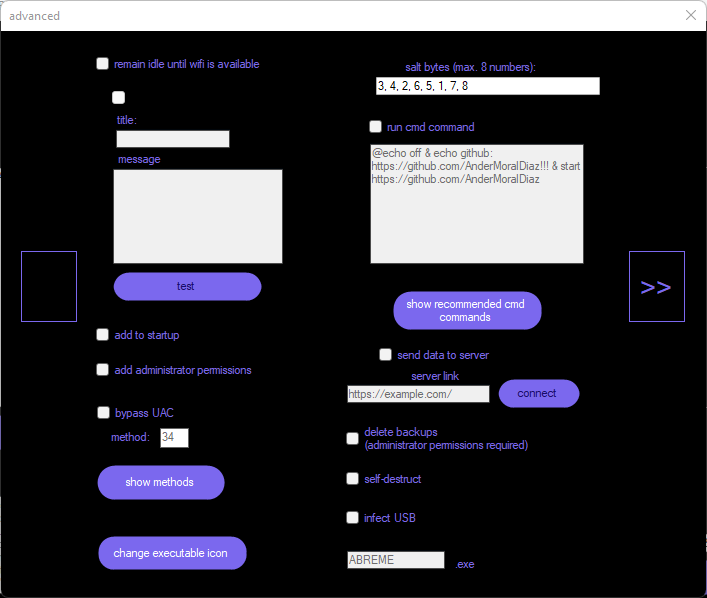 advanced
remain idle until wifi is available
title:
message
test
add to startup
add administrator permissions
bypass UAC
method: 34
show methods
change executable icon
salt bytes (max. 8 numbers):
3, 4, 2, 6, 5, 1, 7, 8
run cmd command
@echo off & echo github:
https://github.com/AnderMoralDiaz!!! & start
https://github.com/AnderMoralDiaz
show recommended cmd
commands
send data to server
server link
https://example.com/ connect
delete backups
(administrator permissions required)
self-destruct
infect USB
ABREME .exe
>>